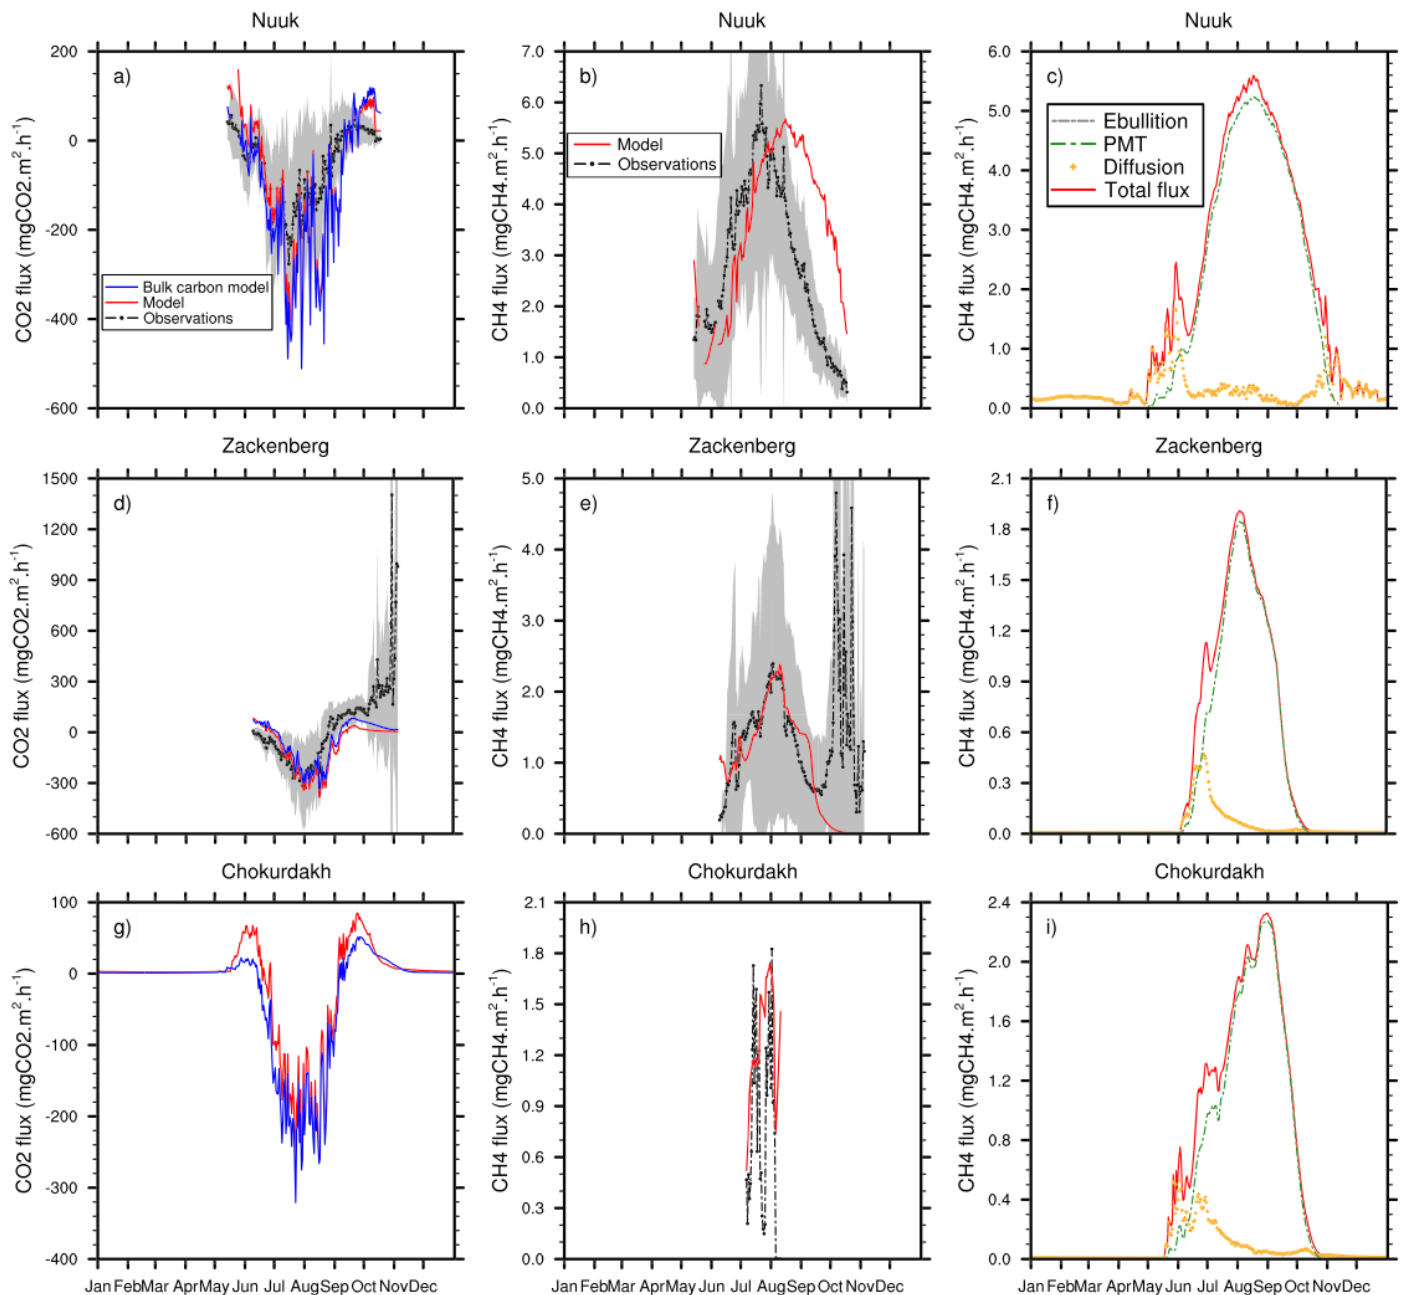 Nuuk
Nuuk
Nuuk
a)
b)
c)
CO2 flux (mgCO2.m².h⁻¹)
200
0
-200
-400
-600
Bulk carbon model
Model
Observations
CH4 flux (mgCH4.m².h⁻¹)
7.0
6.0
5.0
4.0
3.0
2.0
1.0
0.0
Model
Observations
CH4 flux (mgCH4.m².h⁻¹)
6.0
5.0
4.0
3.0
2.0
1.0
0.0
Ebullition
PMT
Diffusion
Total flux
Zackenberg
Zackenberg
Zackenberg
d)
e)
f)
CO2 flux (mgCO2.m².h⁻¹)
1500
1200
900
600
300
0
-300
-600
CH4 flux (mgCH4.m².h⁻¹)
5.0
4.0
3.0
2.0
1.0
0.0
CH4 flux (mgCH4.m².h⁻¹)
2.1
1.8
1.5
1.2
0.9
0.6
0.3
0.0
Chokurdakh
Chokurdakh
Chokurdakh
g)
h)
i)
CO2 flux (mgCO2.m².h⁻¹)
100
0
-100
-200
-300
-400
CH4 flux (mgCH4.m².h⁻¹)
2.1
1.8
1.5
1.2
0.9
0.6
0.3
0.0
CH4 flux (mgCH4.m².h⁻¹)
2.4
2.0
1.6
1.2
0.8
0.4
0.0
Jan Feb Mar Apr May Jun Jul Aug Sep Oct Nov Dec
Jan Feb Mar Apr May Jun Jul Aug Sep Oct Nov Dec
Jan Feb Mar Apr May Jun Jul Aug Sep Oct Nov Dec